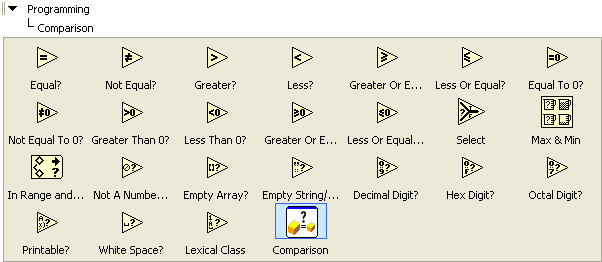 Programming
Comparison
Equal? Not Equal? Greater? Less? Greater Or E... Less Or Equal? Equal To 0?
Not Equal To 0? Greater Than 0? Less Than 0? Greater Or E... Less Or Equal... Select Max & Min
In Range and... Not A Numbe... Empty Array? Empty String/... Decimal Digit? Hex Digit? Octal Digit?
Printable? White Space? Lexical Class Comparison